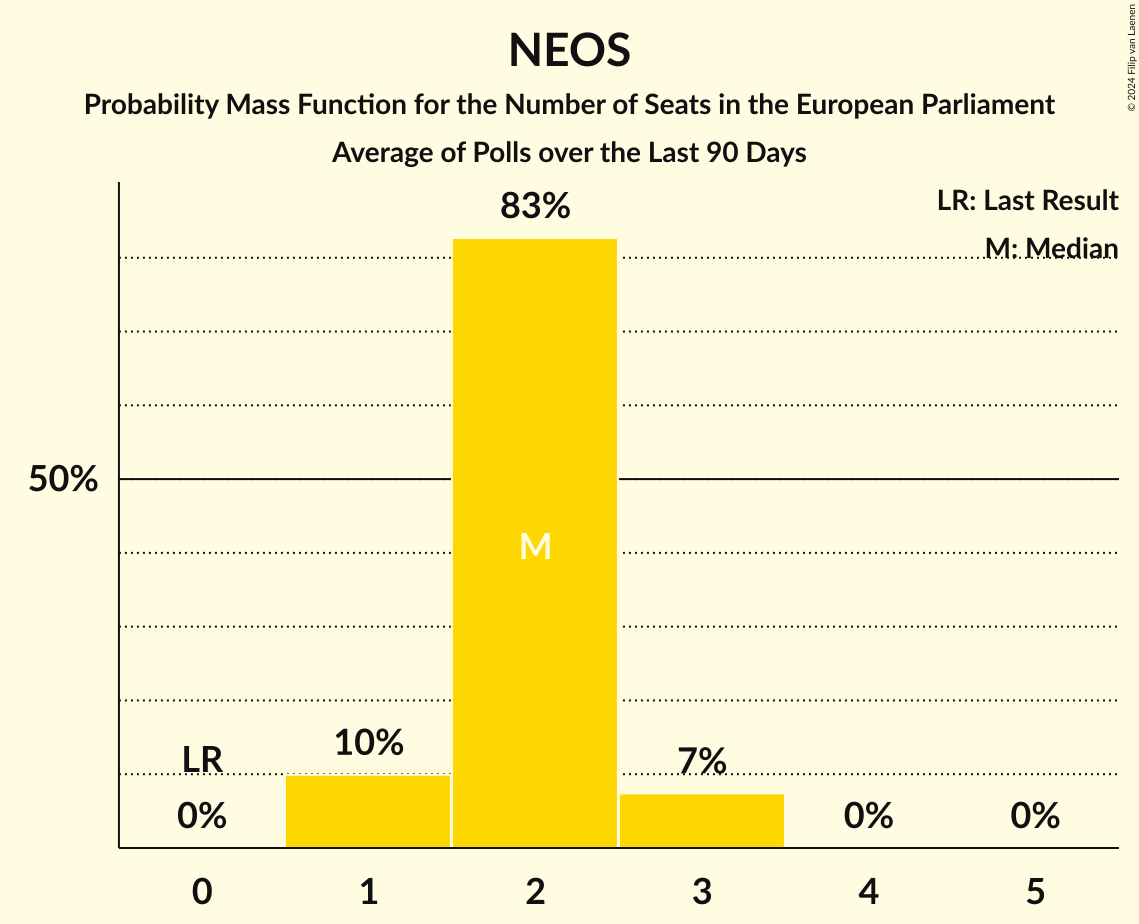 NEOS
Probability Mass Function for the Number of Seats in the European Parliament
Average of Polls over the Last 90 Days
© 2024 Filip van Laenen
LR: Last Result
M: Median
83%
50%
M
LR
10%
7%
0%
0%
0%
0
1
2
3
4
5